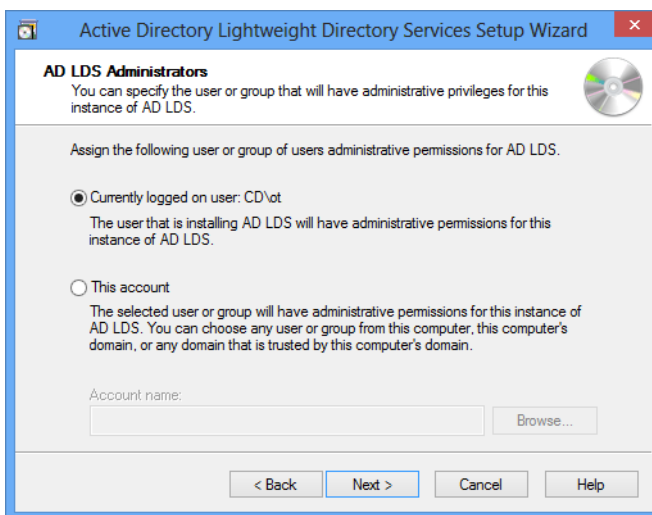 Active Directory Lightweight Directory Services Setup Wizard
AD LDS Administrators
You can specify the user or group that will have administrative privileges for this
instance of AD LDS.
Assign the following user or group of users administrative permissions for AD LDS.
Currently logged on user: CD\ot
The user that is installing AD LDS will have administrative permissions for this
instance of AD LDS.
This account
The selected user or group will have administrative permissions for this instance of
AD LDS. You can choose any user or group from this computer, this computer's
domain, or any domain that is trusted by this computer's domain.
Account name:
Browse...
< Back Next > Cancel Help